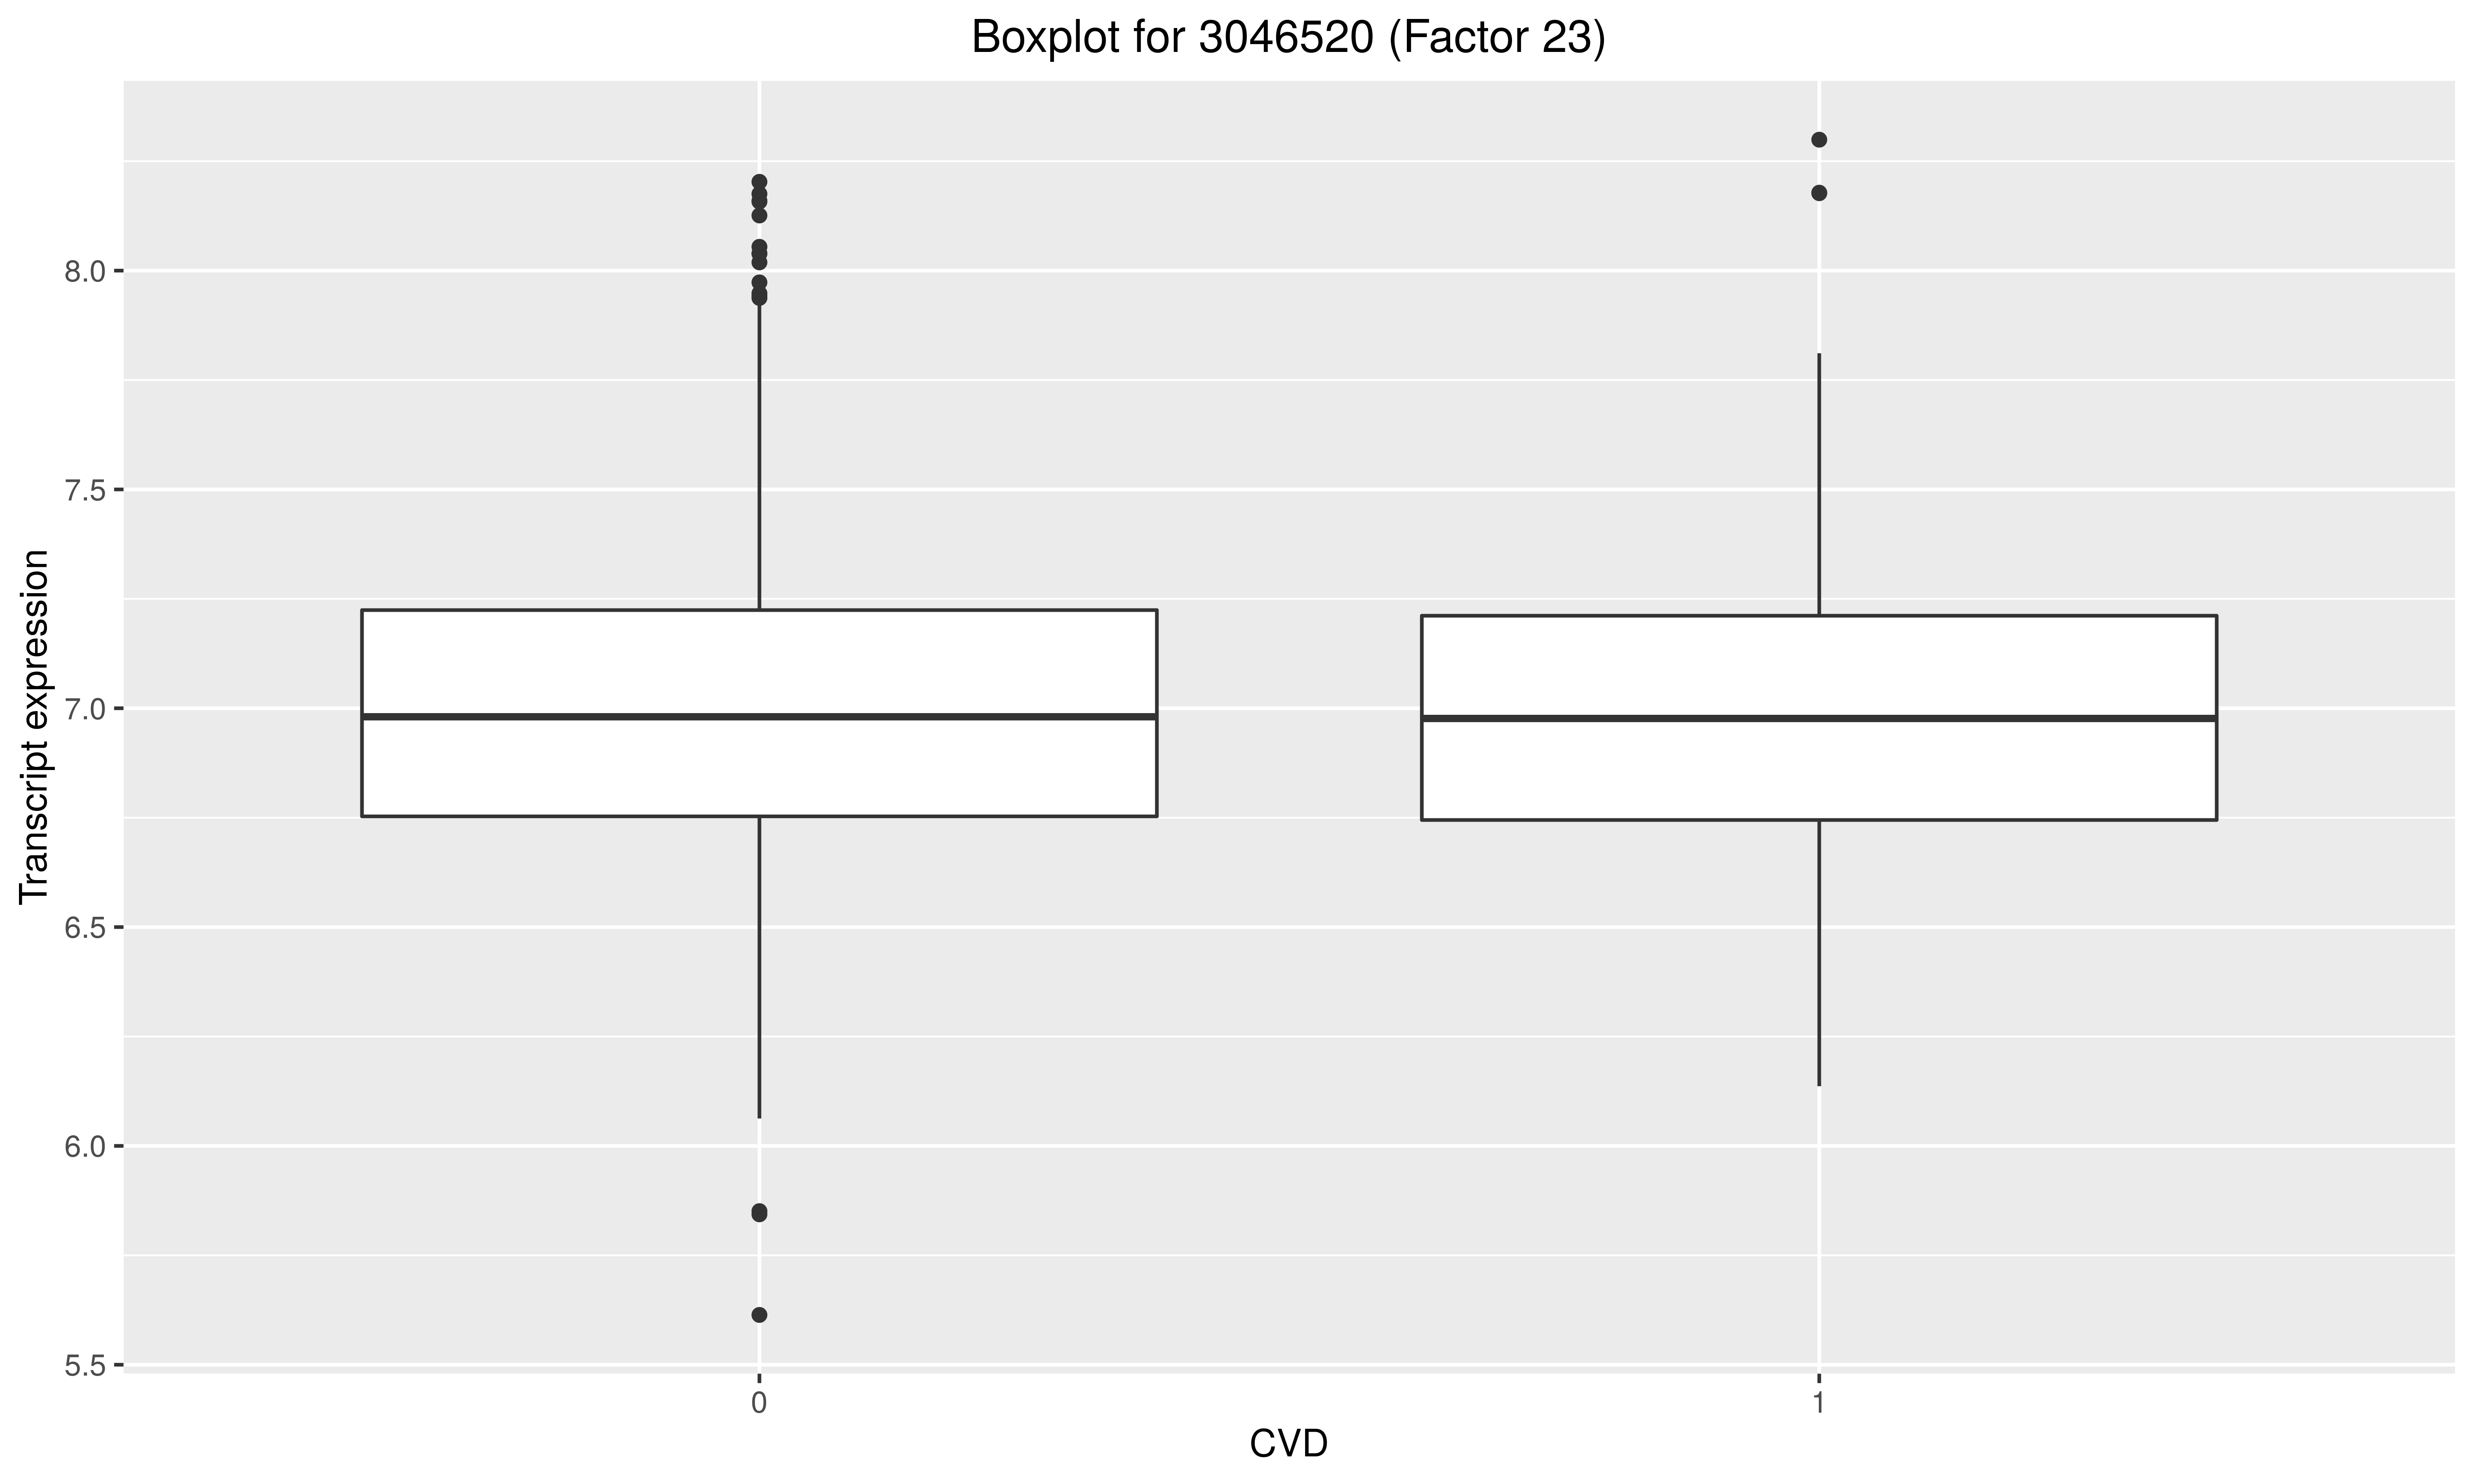 Boxplot for 3046520 (Factor 23)
Transcript expression
8.0
7.5
7.0
6.5
6.0
5.5
0
1
CVD